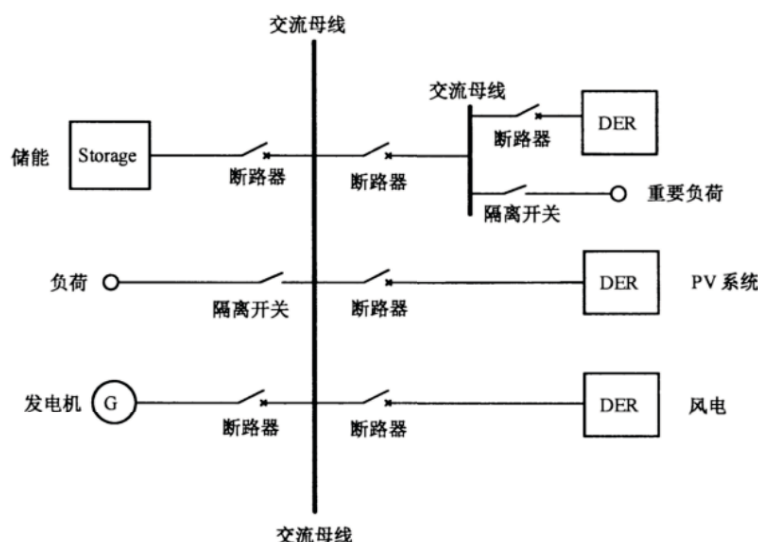 交流母线
交流母线
储能
Storage
断路器
断路器
断路器
DER
隔离开关
重要负荷
负荷
隔离开关
断路器
DER
PV系统
发电机
G
断路器
断路器
DER
风电
交流母线